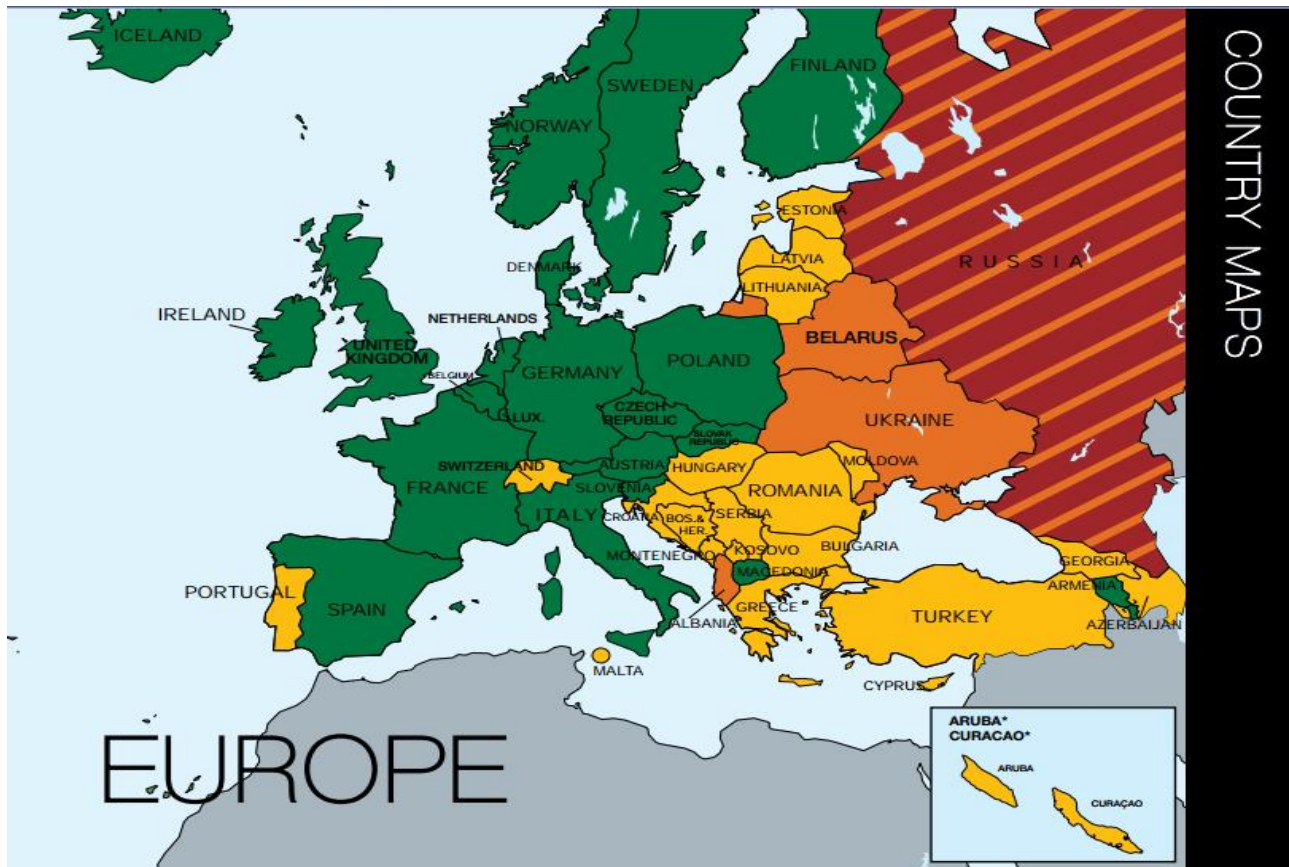 ICELAND
FINLAND
SWEDEN
NORWAY
ESTONIA
RUSSIA
LATVIA
DENMARK
LITHUANIA
IRELAND
NETHERLANDS
BELARUS
UNITED
KINGDOM
POLAND
BELGIUM
GERMANY
LUX.
CZECH
REPUBLIC
UKRAINE
SLOVAK
REPUBLIC
SWITZERLAND
AUSTRIA
HUNGARY
MOLDOVA
FRANCE
SLOVENIA
ROMANIA
ITALY
CROATIA
BOS.&
HER.
SERBIA
MONTENEGRO
KOSOVO
BULGARIA
GEORGIA
MACEDONIA
ARMENIA
PORTUGAL
SPAIN
GREECE
TURKEY
ALBANIA
AZERBAIJAN
MALTA
CYPRUS
EUROPE
ARUBA*
CURACAO*
ARUBA
CURAÇAO
COUNTRY MAPS